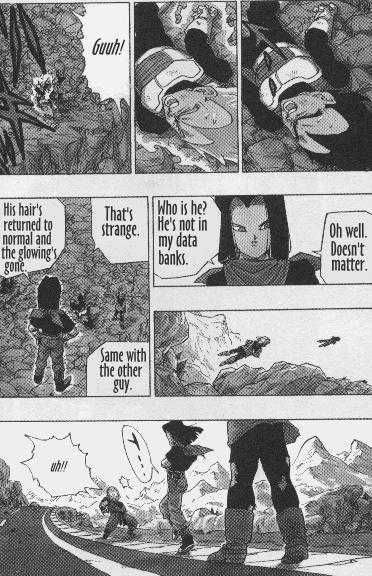 Guuh!
His hair's
returned to
normal and
the glowing's
gone.
That's
strange.
Same with
the other
guy.
Who is he?
He's not in
my data
banks.
Oh well.
Doesn't
matter.
uh!!
!